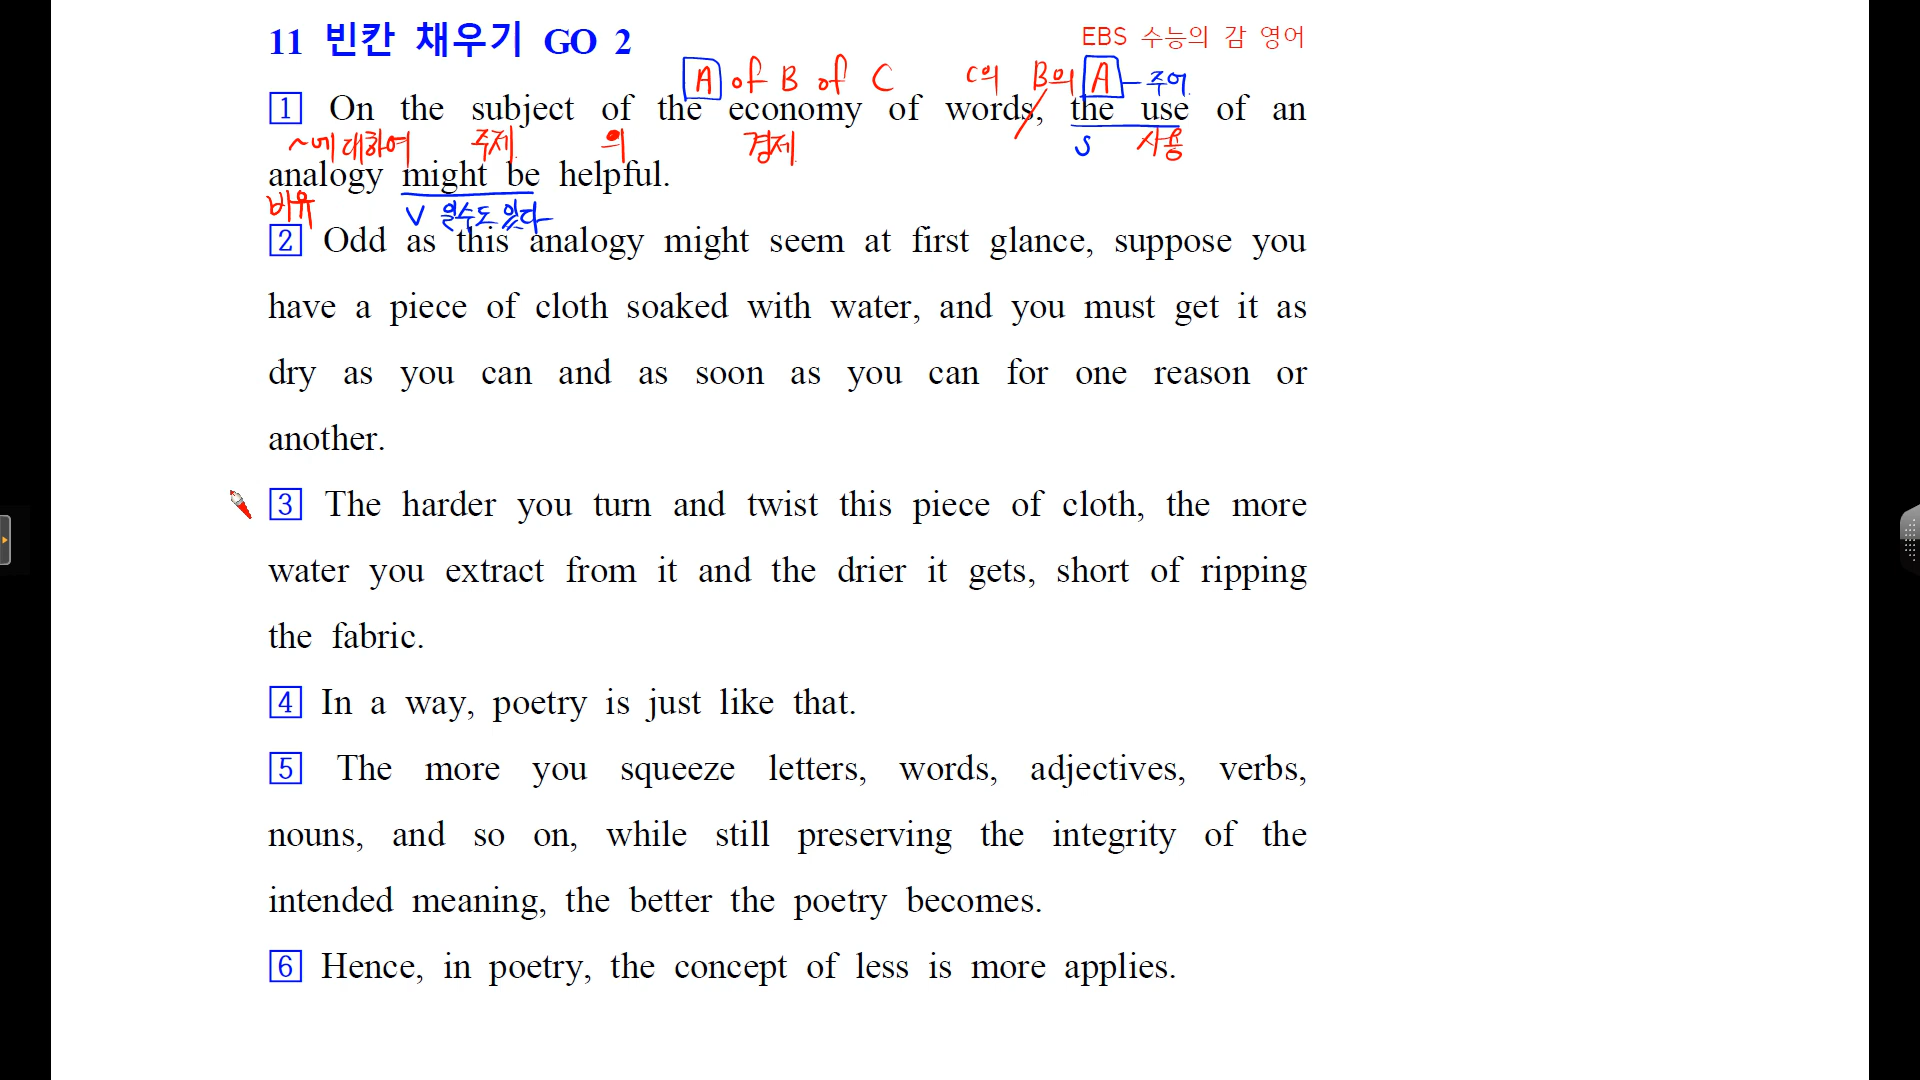 11 빈칸 채우기 GO 2
EBS 수능의 감 영어
A of B of C C의 B의 A 주어
1 On the subject of the economy of words, the use of an
~에 대하여 주제 의 경제 S 사용
analogy might be helpful.
비유 V 일수도 있다
2 Odd as this analogy might seem at first glance, suppose you
have a piece of cloth soaked with water, and you must get it as
dry as you can and as soon as you can for one reason or
another.
3 The harder you turn and twist this piece of cloth, the more
water you extract from it and the drier it gets, short of ripping
the fabric.
4 In a way, poetry is just like that.
5 The more you squeeze letters, words, adjectives, verbs,
nouns, and so on, while still preserving the integrity of the
intended meaning, the better the poetry becomes.
6 Hence, in poetry, the concept of less is more applies.